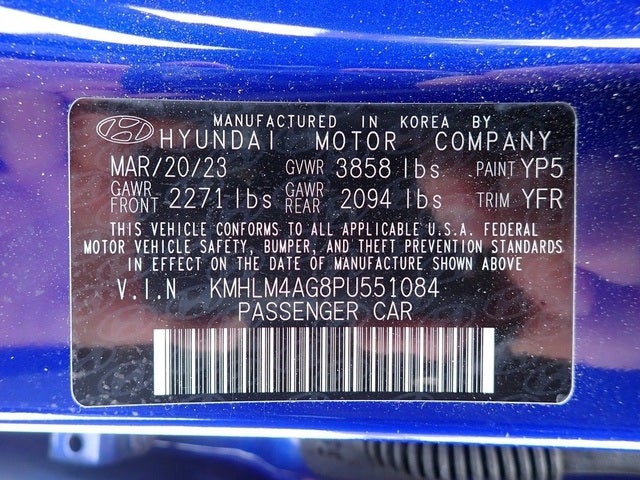 MANUFACTURED IN KOREA BY
HYUNDAI MOTOR COMPANY
MAR/20/23 GVWR 3858 lbs PAINT YP5
GAWR FRONT 2271 lbs GAWR REAR 2094 lbs TRIM YFR
THIS VEHICLE CONFORMS TO ALL APPLICABLE U.S.A. FEDERAL
MOTOR VEHICLE SAFETY, BUMPER, AND THEFT PREVENTION STANDARDS
IN EFFECT ON THE DATE OF MANUFACTURE SHOWN ABOVE
V.I.N KMHLM4AG8PU551084
PASSENGER CAR